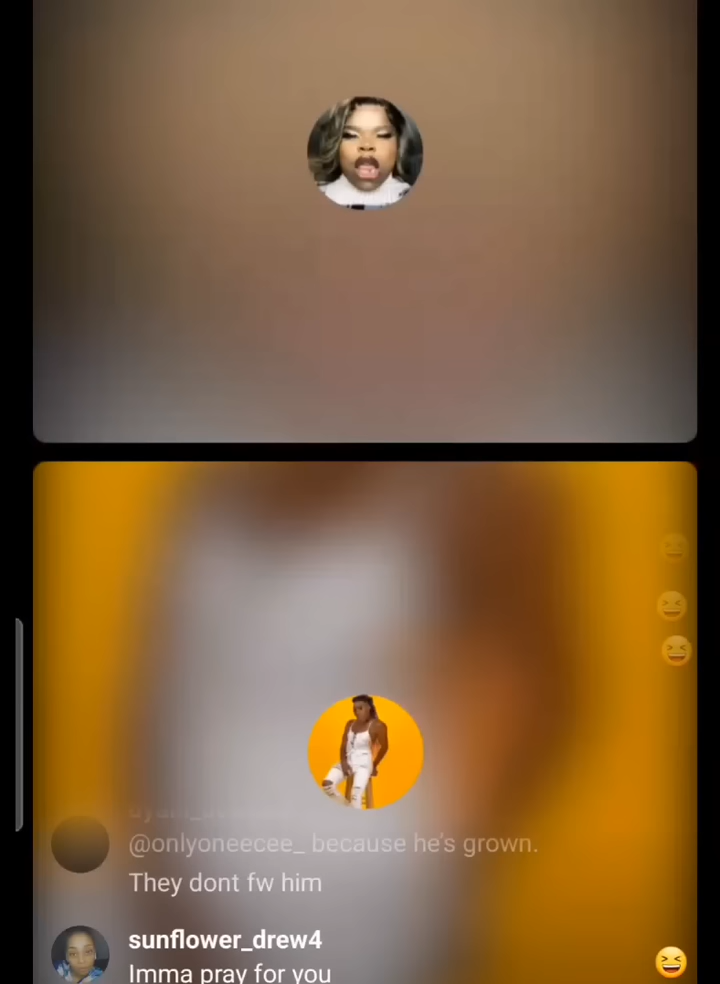 @onlyoneecee_ because he's grown.
They dont fw him
sunflower_drew4
Imma pray for you